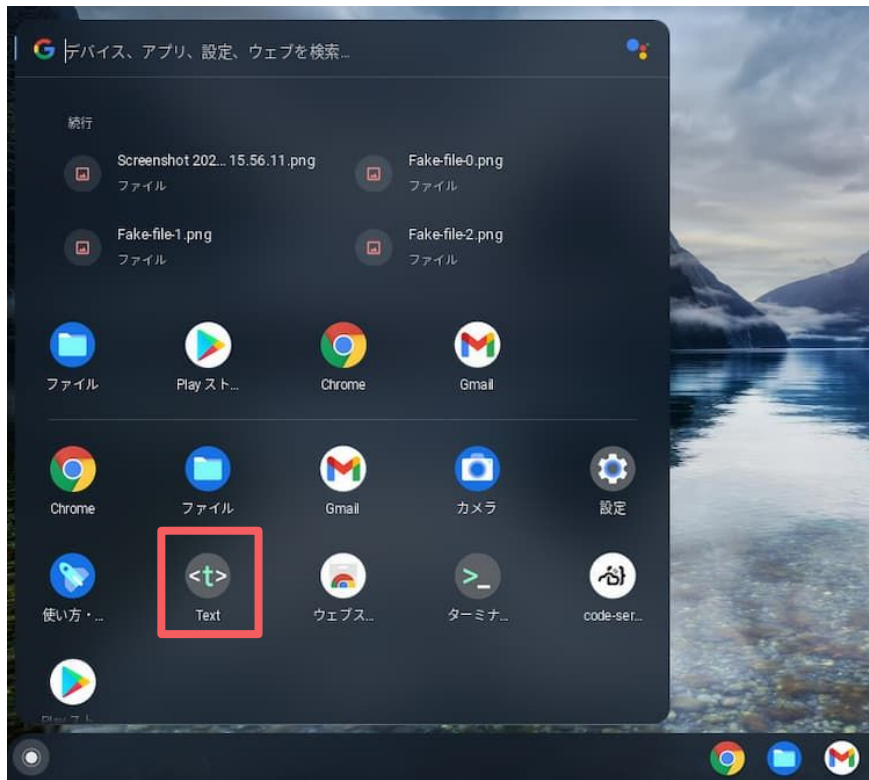 デバイス、アプリ、設定、ウェブを検索...
続行
Screenshot 202... 15.56.11.png
ファイル
Fake-file-0.png
ファイル
Fake-file-1.png
ファイル
Fake-file-2.png
ファイル
ファイル
Play スト...
Chrome
Gmail
Chrome
ファイル
Gmail
カメラ
設定
使い方・...
<t>
Text
ウェブス...
>_
ターミナ...
code-ser...